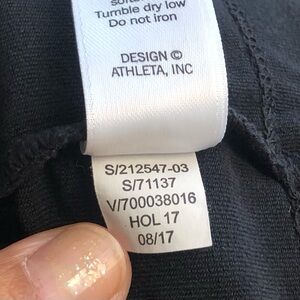 Tumble dry low
Do not iron
DESIGN ©
ATHLETA, INC
S/212547-03
S/71137
V/700038016
HOL 17
08/17